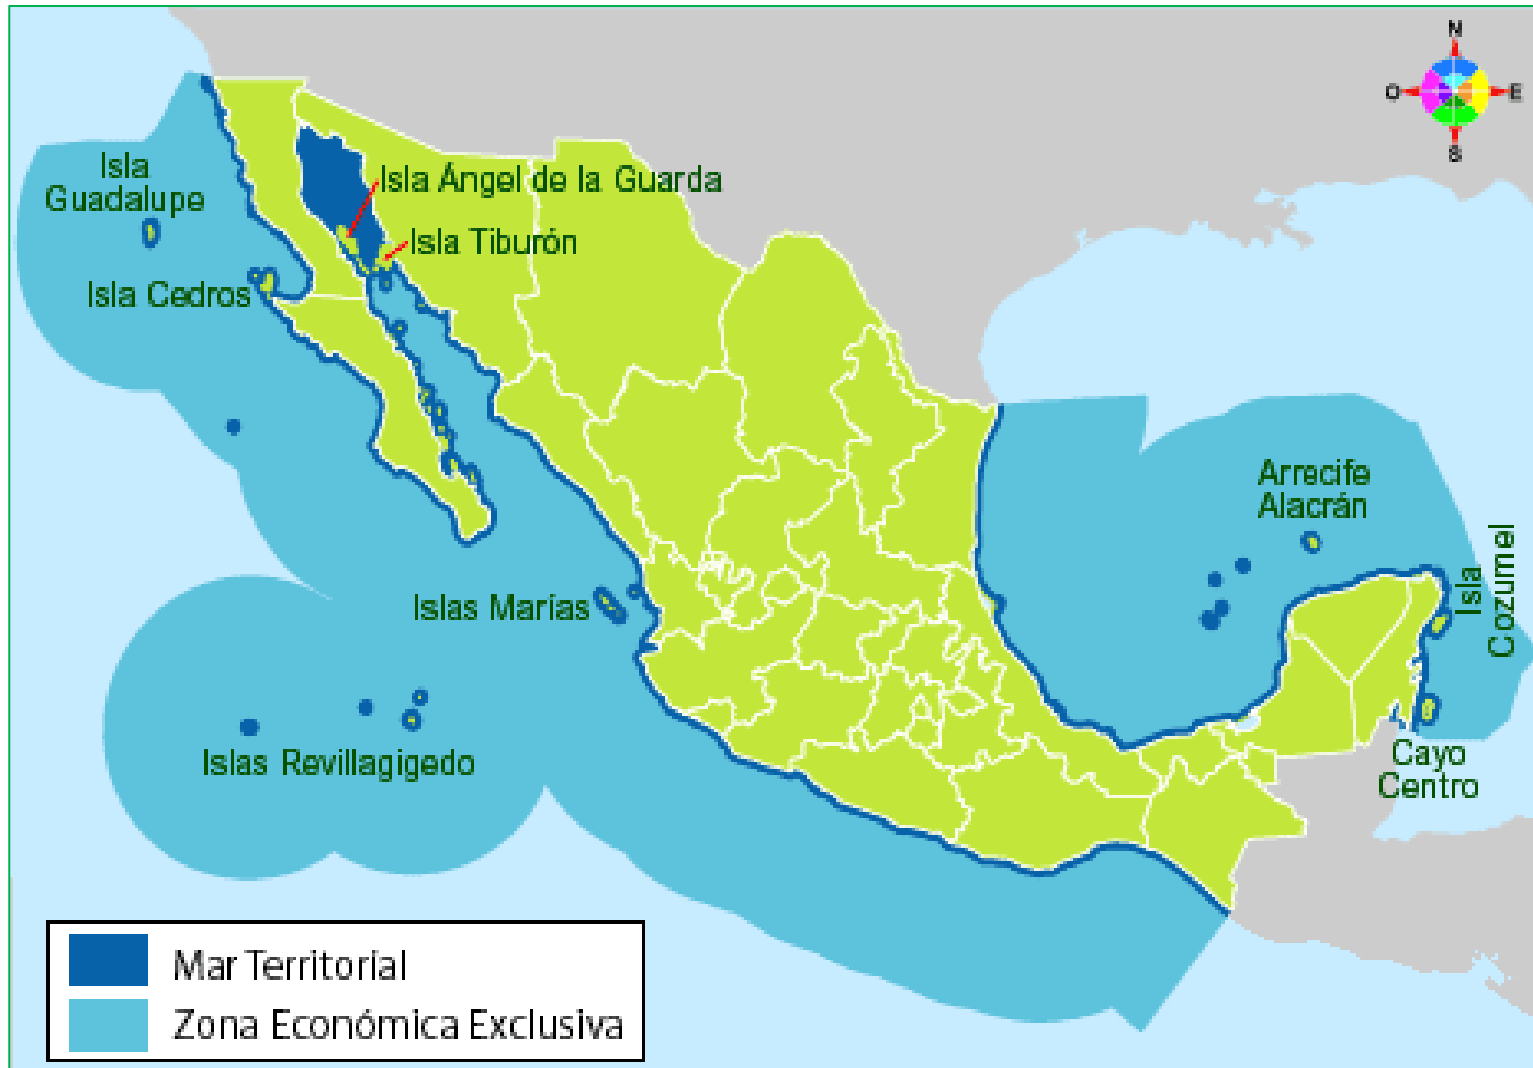 N
O
E
S
Isla
Guadalupe
Isla Ángel de la Guarda
Isla Tiburón
Isla Cedros
Arrecife
Alacrán
Isla
Cozumel
Islas Marías
Islas Revillagigedo
Cayo
Centro
Mar Territorial
Zona Económica Exclusiva